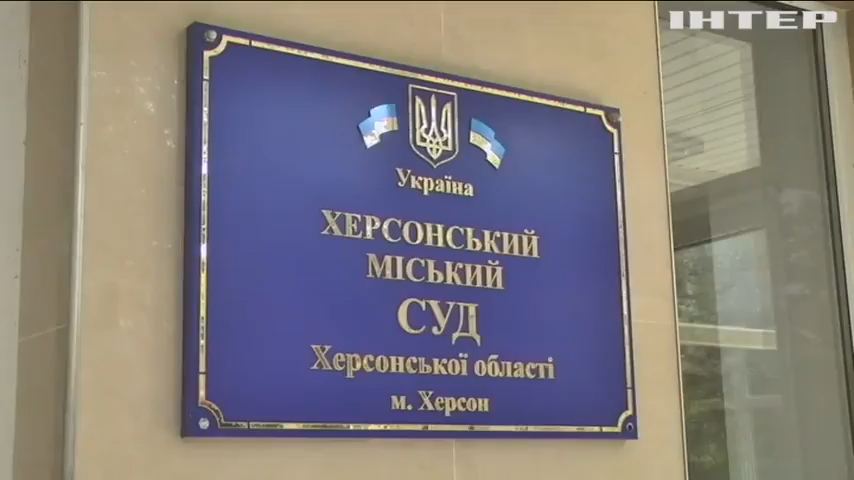 ІНТЕР
Україна
ХЕРСОНСЬКИЙ
МІСЬКИЙ
СУД
Херсонської області
м. Херсон